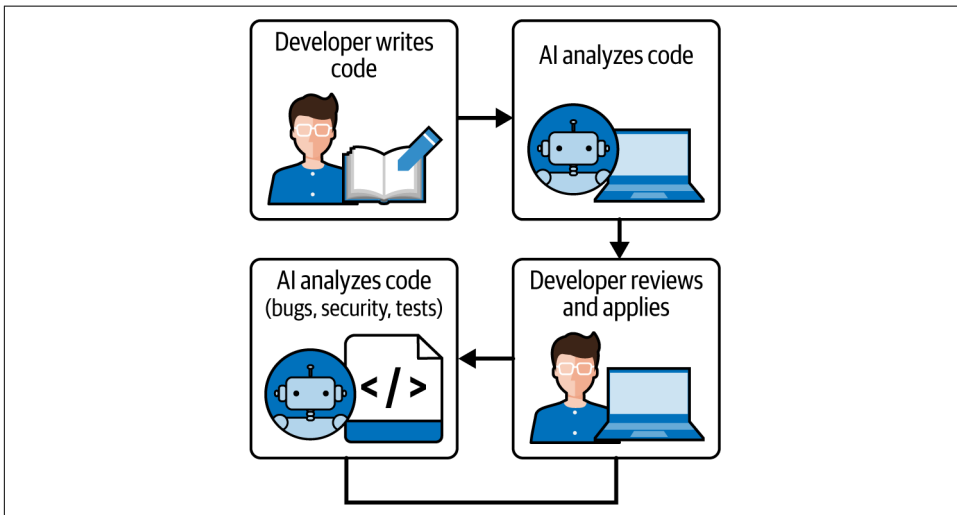 Developer writes
code
AI analyzes code
AI analyzes code
(bugs, security, tests)
</>
Developer reviews
and applies